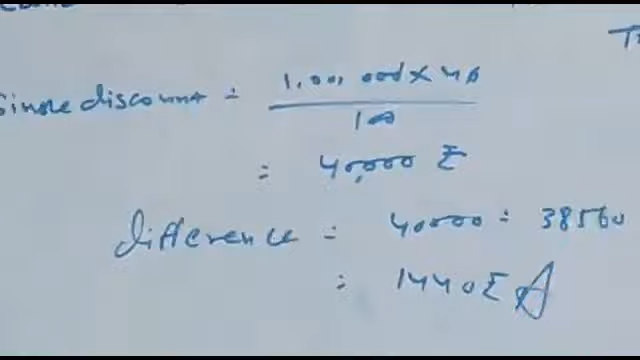 Single discount = 1,00,000 × 40
100
= 40,000 ₹
difference = 40000 - 38560
= 1440 ₹ A